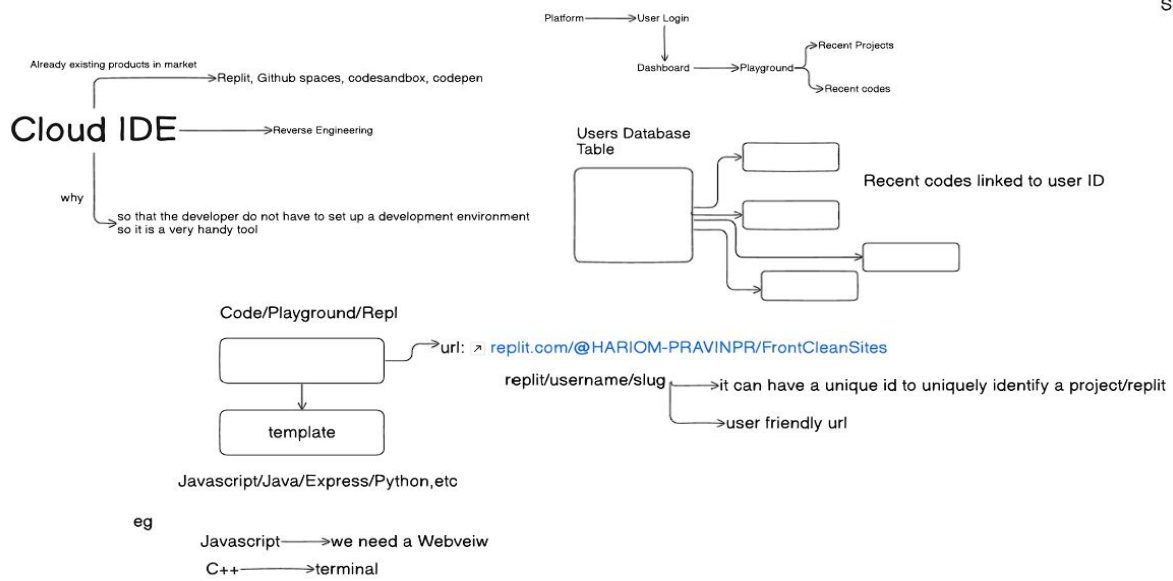 S
Platform
User Login
Dashboard
Playground
Recent Projects
Recent codes
Already existing products in market
Replit, Github spaces, codesandbox, codepen
Cloud IDE
Reverse Engineering
why
so that the developer do not have to set up a development environment
so it is a very handy tool
Users Database
Table
Recent codes linked to user ID
Code/Playground/Repl
url: replit.com/@HARIOM-PRAVINPR/FrontCleanSites
replit/username/slug
it can have a unique id to uniquely identify a project/replit
user friendly url
template
Javascript/Java/Express/Python,etc
eg
Javascript
we need a Webveiw
C++
terminal